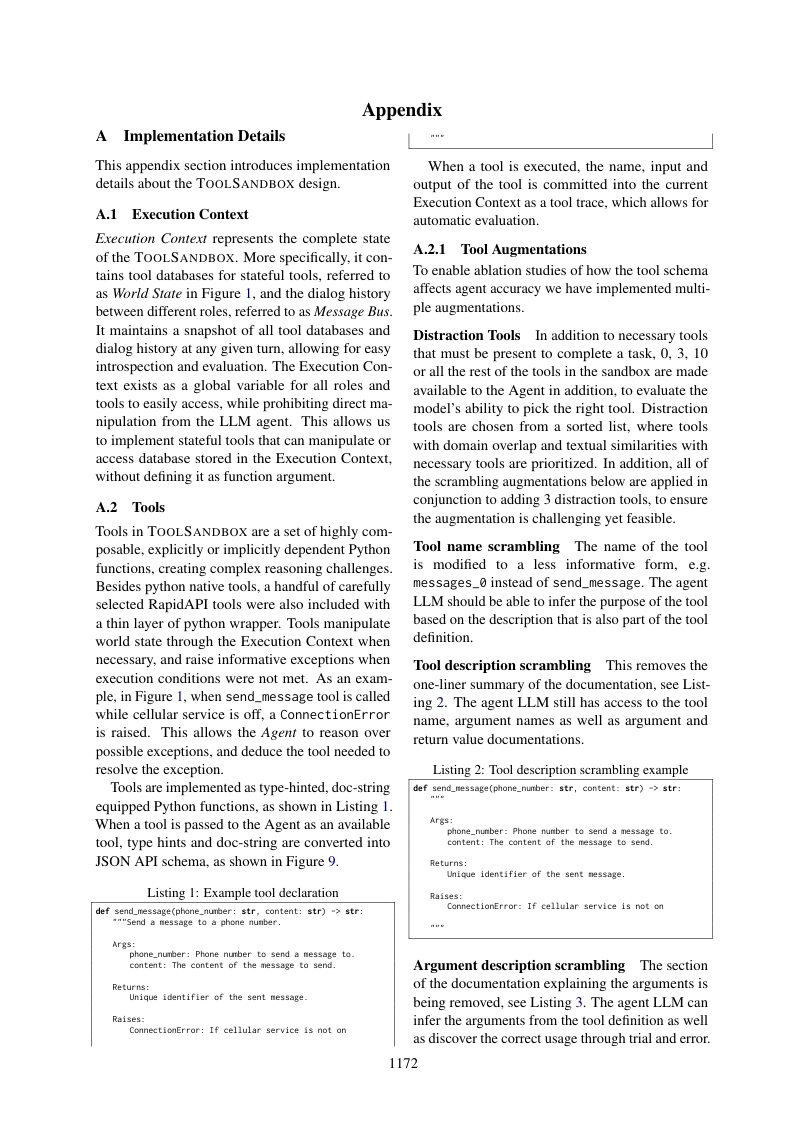 Appendix
A Implementation Details
This appendix section introduces implementation
details about the TOOLSANDBOX design.
A.1 Execution Context
Execution Context represents the complete state
of the TOOLSANDBOX. More specifically, it con-
tains tool databases for stateful tools, referred to
as World State in Figure 1, and the dialog history
between different roles, referred to as Message Bus.
It maintains a snapshot of all tool databases and
dialog history at any given turn, allowing for easy
introspection and evaluation. The Execution Con-
text exists as a global variable for all roles and
tools to easily access, while prohibiting direct ma-
nipulation from the LLM agent. This allows us
to implement stateful tools that can manipulate or
access database stored in the Execution Context,
without defining it as function argument.
A.2 Tools
Tools in TOOLSANDBOX are a set of highly com-
posable, explicitly or implicitly dependent Python
functions, creating complex reasoning challenges.
Besides python native tools, a handful of carefully
selected RapidAPI tools were also included with
a thin layer of python wrapper. Tools manipulate
world state through the Execution Context when
necessary, and raise informative exceptions when
execution conditions were not met. As an exam-
ple, in Figure 1, when send_message tool is called
while cellular service is off, a ConnectionError
is raised. This allows the Agent to reason over
possible exceptions, and deduce the tool needed to
resolve the exception.
Tools are implemented as type-hinted, doc-string
equipped Python functions, as shown in Listing 1.
When a tool is passed to the Agent as an available
tool, type hints and doc-string are converted into
JSON API schema, as shown in Figure 9.
Listing 1: Example tool declaration
def send_message(phone_number: str, content: str) -> str:
"""Send a message to a phone number.
Args:
phone_number: Phone number to send a message to.
content: The content of the message to send.
Returns:
Unique identifier of the sent message.
Raises:
ConnectionError: If cellular service is not on
"""
When a tool is executed, the name, input and
output of the tool is committed into the current
Execution Context as a tool trace, which allows for
automatic evaluation.
A.2.1 Tool Augmentations
To enable ablation studies of how the tool schema
affects agent accuracy we have implemented multi-
ple augmentations.
Distraction Tools In addition to necessary tools
that must be present to complete a task, 0, 3, 10
or all the rest of the tools in the sandbox are made
available to the Agent in addition, to evaluate the
model's ability to pick the right tool. Distraction
tools are chosen from a sorted list, where tools
with domain overlap and textual similarities with
necessary tools are prioritized. In addition, all of
the scrambling augmentations below are applied in
conjunction to adding 3 distraction tools, to ensure
the augmentation is challenging yet feasible.
Tool name scrambling The name of the tool
is modified to a less informative form, e.g.
messages_0 instead of send_message. The agent
LLM should be able to infer the purpose of the tool
based on the description that is also part of the tool
definition.
Tool description scrambling This removes the
one-liner summary of the documentation, see List-
ing 2. The agent LLM still has access to the tool
name, argument names as well as argument and
return value documentations.
Listing 2: Tool description scrambling example
def send_message(phone_number: str, content: str) -> str:
"""
Args:
phone_number: Phone number to send a message to.
content: The content of the message to send.
Returns:
Unique identifier of the sent message.
Raises:
ConnectionError: If cellular service is not on
"""
Argument description scrambling The section
of the documentation explaining the arguments is
being removed, see Listing 3. The agent LLM can
infer the arguments from the tool definition as well
as discover the correct usage through trial and error.
1172